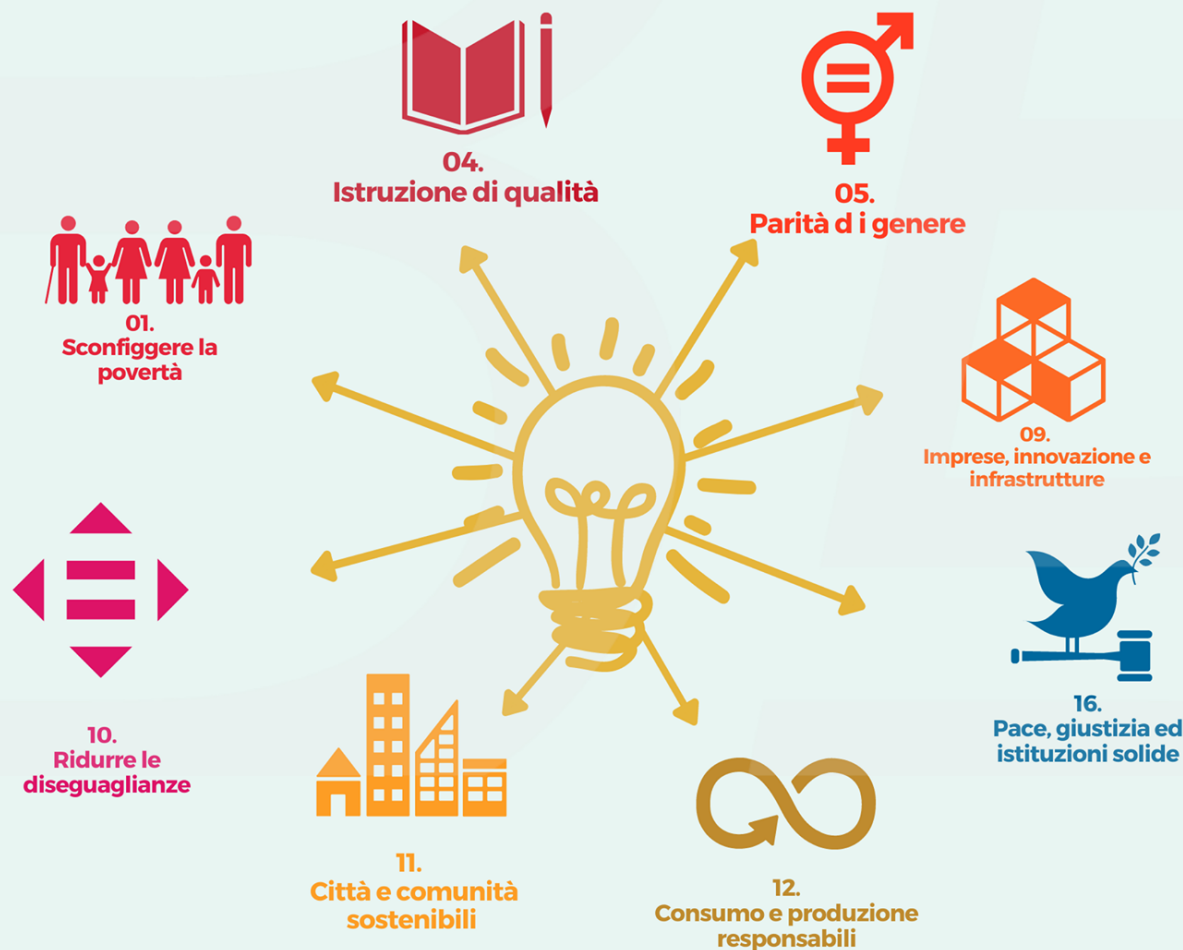 04.
Istruzione di qualità
05.
Parità d i genere
01.
Sconfiggere la
povertà
09.
Imprese, innovazione e
infrastrutture
10.
Ridurre le
diseguaglianze
16.
Pace, giustizia ed
istituzioni solide
11.
Città e comunità
sostenibili
12.
Consumo e produzione
responsabili